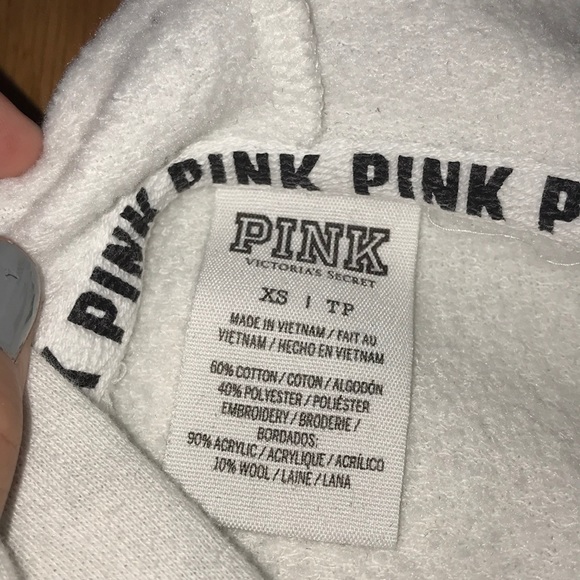 PINK PINK PINK PINK P
PINK
VICTORIA'S SECRET
XS | TP
MADE IN VIETNAM / FAIT AU
VIETNAM / HECHO EN VIETNAM
60% COTTON / COTON / ALGODÓN
40% POLYESTER / POLIÉSTER
EMBROIDERY / BRODERIE /
BORDADOS:
90% ACRYLIC / ACRYLIQUE / ACRÍLICO
10% WOOL / LAINE / LANA